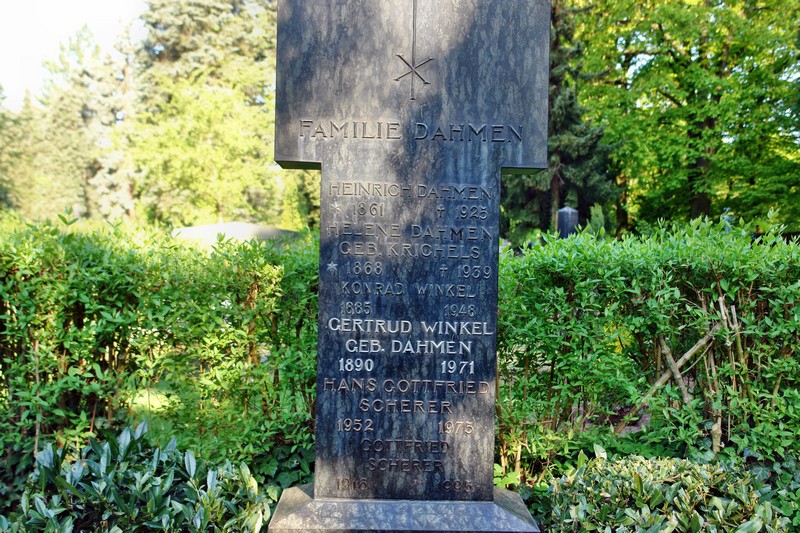 FAMILIE DAHMEN
HEINRICH DAHMEN
* 1861 † 1925
HELENE DAHMEN
GEB. KRICHELS
* 1868 † 1939
KONRAD WINKEL
1885 1948
GERTRUD WINKEL
GEB. DAHMEN
1890 1971
HANS GOTTFRIED
SCHERER
1952 1973
GOTTFRIED
SCHERER